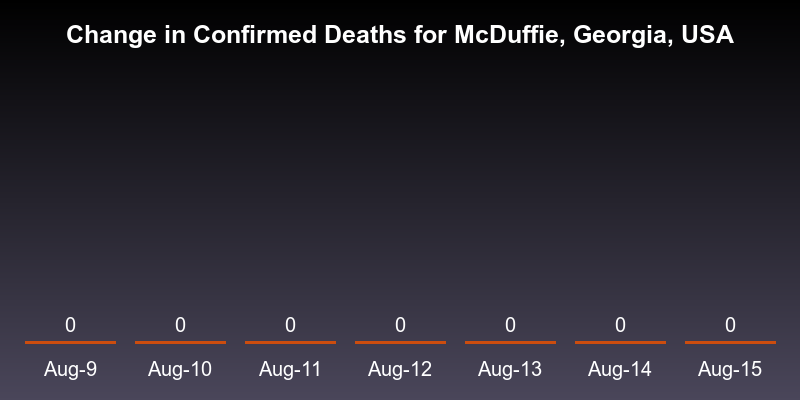 Change in Confirmed Deaths for McDuffie, Georgia, USA
0 0 0 0 0 0 0
Aug-9 Aug-10 Aug-11 Aug-12 Aug-13 Aug-14 Aug-15